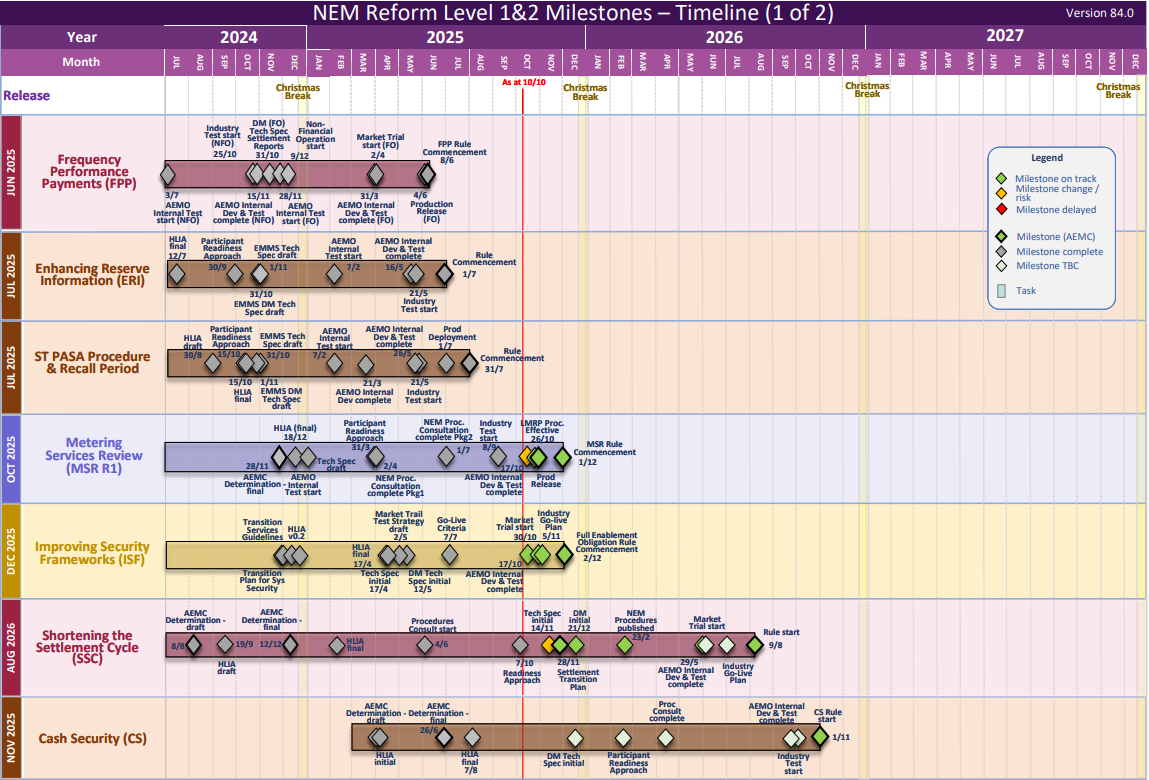 NEM Reform Level 1&2 Milestones – Timeline (1 of 2)
Version 84.0
Year
2024
2025
2026
2027
Month
JUL AUG SEP OCT NOV DEC JAN FEB MAR APR MAY JUN JUL AUG SEP OCT NOV DEC JAN FEB MAR APR MAY JUN JUL AUG SEP OCT NOV DEC JAN FEB MAR APR MAY JUN JUL AUG SEP OCT NOV DEC
As at 10/10
Release
Christmas
Break
Christmas
Break
Christmas
Break
Christmas
Break
JUN 2025
Frequency
Performance
Payments (FPP)
Industry
Test start
(NFO)
25/10
DM (FO)
Tech Spec
Settlement
Reports
31/10
Non-
Financial
Operation
start
9/12
Market Trial
start (FO)
2/4
FPP Rule
Commencement
8/6
3/7
AEMO
Internal Test
start (NFO)
15/11
AEMO Internal
Dev & Test
complete (NFO)
28/11
AEMO
Internal Test
start (FO)
31/3
AEMO Internal
Dev & Test
complete (FO)
4/6
Production
Release
(FO)
Legend
Milestone on track
Milestone change /
risk
Milestone delayed
Milestone (AEMC)
Milestone complete
Milestone TBC
Task
JUL 2025
Enhancing Reserve
Information (ERI)
HLIA
final
12/7
Participant
Readiness
Approach
30/9
EMMS Tech
Spec draft
1/11
AEMO
Internal
Test start
7/2
AEMO Internal
Dev & Test
complete
16/5
Rule
Commencement
1/7
31/10
EMMS DM Tech
Spec draft
21/5
Industry
Test start
JUL 2025
ST PASA Procedure
& Recall Period
HLIA
draft
30/8
Participant
Readiness
Approach
15/10
EMMS Tech
Spec draft
31/10
AEMO
Internal
Test start
7/2
AEMO Internal
Dev & Test
complete
26/5
Prod
Deployment
1/7
Rule
Commencement
31/7
15/10
HLIA
final
1/11
EMMS DM
Tech Spec
draft
21/3
AEMO Internal
Dev complete
21/5
Industry
Test start
OCT 2025
Metering
Services Review
(MSR R1)
HLIA (final)
18/12
Participant
Readiness
Approach
31/3
NEM Proc.
Consultation
complete Pkg2
1/7
Industry
Test
start
8/9
LMRP Proc.
Effective
26/10
MSR Rule
Commencement
1/12
28/11
AEMC
Determination -
final
AEMO
Internal
Test start
Tech Spec
draft
2/4
NEM Proc.
Consultation
complete Pkg1
17/10
AEMO Internal
Dev & Test
complete
Prod
Release
DEC 2025
Improving Security
Frameworks (ISF)
Transition
Services
Guidelines
HLIA
v0.2
HLIA
final
17/4
Market Trail
Test Strategy
draft
2/5
Go-Live
Criteria
7/7
Market
Trial start
30/10
Industry
Go-live
Plan
5/11
Full Enablement
Obligation Rule
Commencement
2/12
Transition
Plan for Sys
Security
Tech Spec
initial
17/4
DM Tech
Spec initial
12/5
17/10
AEMO Internal
Dev & Test
complete
AUG 2026
Shortening the
Settlement Cycle
(SSC)
AEMC
Determination -
draft
8/8
19/9
HLIA
draft
AEMC
Determination -
final
12/12
HLIA
final
Procedures
Consult start
4/6
7/10
Readiness
Approach
Tech Spec
initial
14/11
DM
initial
21/12
28/11
Settlement
Transition
Plan
NEM
Procedures
published
23/2
Market
Trial start
29/5
AEMO Internal
Dev & Test
complete
Industry
Go-Live
Plan
Rule start
9/8
NOV 2025
Cash Security (CS)
AEMC
Determination -
draft
AEMC
Determination -
final
26/6
HLIA
initial
HLIA
final
7/8
DM Tech
Spec initial
Participant
Readiness
Approach
Proc
Consult
complete
AEMO Internal
Dev & Test
complete
Industry
Test
start
CS Rule
start
1/11